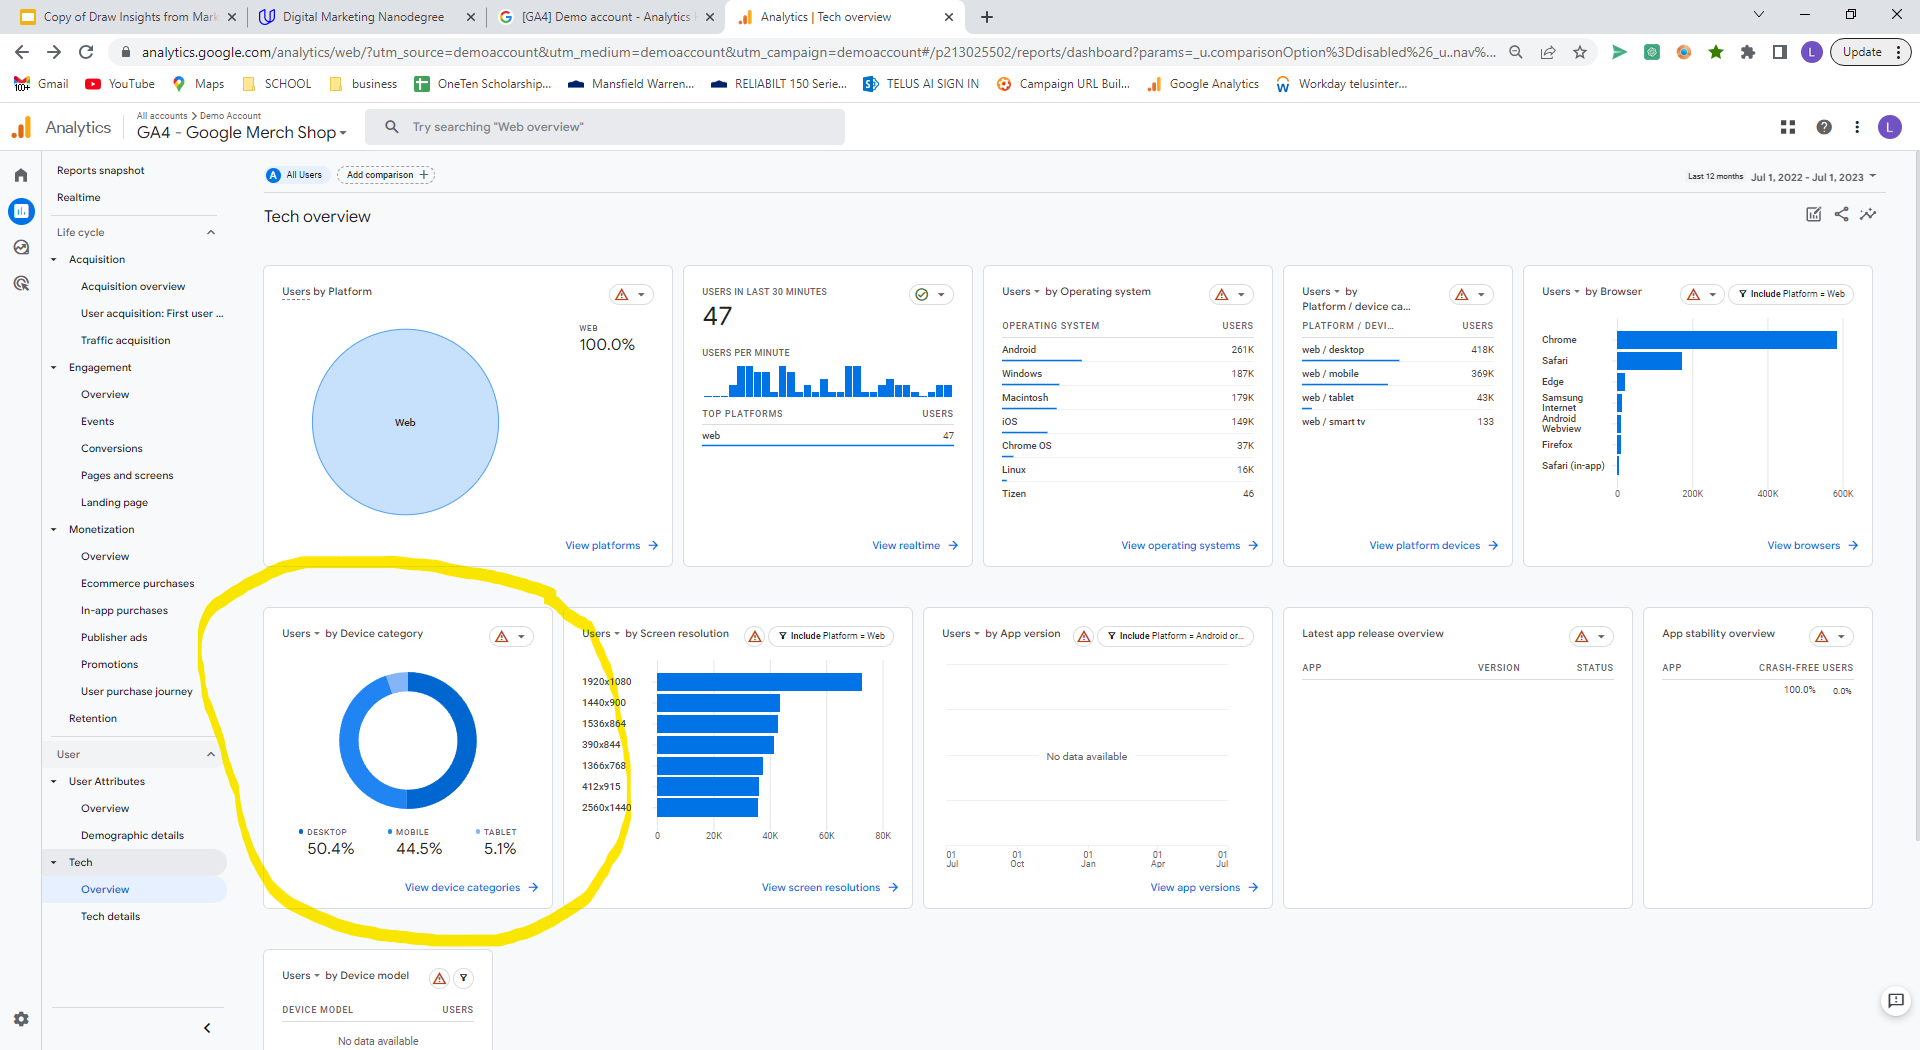 Copy of Draw Insights from Mark
Digital Marketing Nanodegree
[GA4] Demo account - Analytics
Analytics | Tech overview
analytics.google.com/analytics/web/?utm_source=demoaccount&utm_medium=demoaccount&utm_campaign=demoaccount#/p213025502/reports/dashboard?params=_u.comparisonOption%3Ddisabled%26_u..nav%...
L
Update
Gmail
YouTube
Maps
SCHOOL
business
OneTen Scholarship...
Mansfield Warren...
RELIABILT 150 Serie...
TELUS AI SIGN IN
Campaign URL Buil...
Google Analytics
Workday telusinter...
Analytics
All accounts > Demo Account
GA4 - Google Merch Shop
Try searching "Web overview"
L
Reports snapshot
Realtime
Life cycle
Acquisition
Acquisition overview
User acquisition: First user ...
Traffic acquisition
Engagement
Overview
Events
Conversions
Pages and screens
Landing page
Monetization
Overview
Ecommerce purchases
In-app purchases
Publisher ads
Promotions
User purchase journey
Retention
User
User Attributes
Overview
Demographic details
Tech
Overview
Tech details
A All Users
Add comparison +
Last 12 months Jul 1, 2022 - Jul 1, 2023
Tech overview
Users by Platform
WEB
100.0%
Web
View platforms
USERS IN LAST 30 MINUTES
47
USERS PER MINUTE
TOP PLATFORMS USERS
web 47
View realtime
Users by Operating system
OPERATING SYSTEM USERS
Android 261K
Windows 187K
Macintosh 179K
iOS 149K
Chrome OS 37K
Linux 16K
Tizen 46
View operating systems
Users by
Platform / device ca...
PLATFORM / DEVI... USERS
web / desktop 418K
web / mobile 369K
web / tablet 43K
web / smart tv 133
View platform devices
Users by Browser
Include Platform = Web
Chrome
Safari
Edge
Samsung
Internet
Android
Webview
Firefox
Safari (in-app)
0 200K 400K 600K
View browsers
Users by Device category
DESKTOP MOBILE TABLET
50.4% 44.5% 5.1%
View device categories
Users by Screen resolution
Include Platform = Web
1920x1080
1440x900
1536x864
390x844
1366x768
412x915
2560x1440
0 20K 40K 60K 80K
View screen resolutions
Users by App version
Include Platform = Android or...
No data available
01 01 01 01 01
Jul Oct Jan Apr Jul
View app versions
Latest app release overview
APP VERSION STATUS
App stability overview
APP CRASH-FREE USERS
100.0% 0.0%
Users by Device model
DEVICE MODEL USERS
No data available